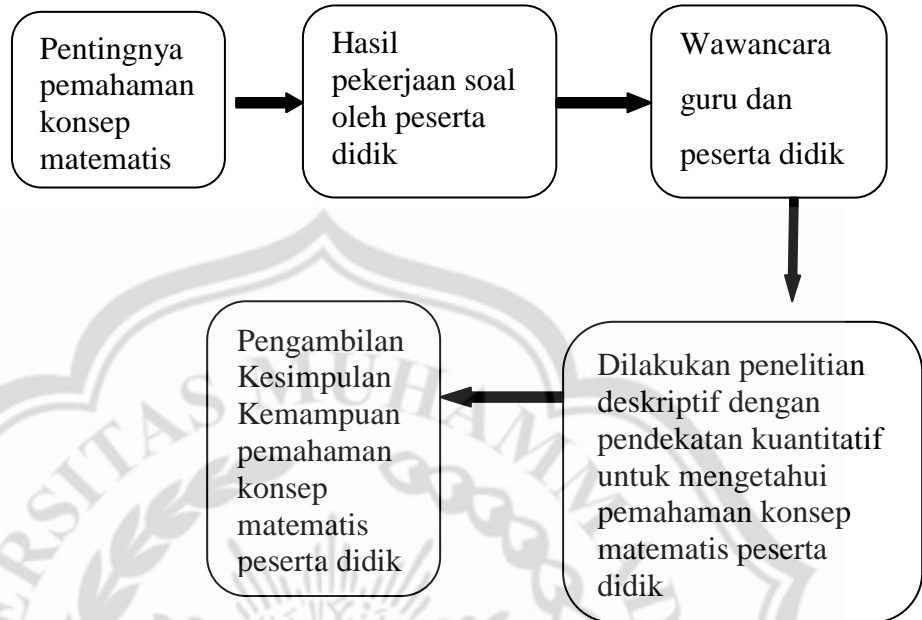 Pentingnya
pemahaman
konsep
matematis
Hasil
pekerjaan soal
oleh peserta
didik
Wawancara
guru dan
peserta didik
Dilakukan penelitian
deskriptif dengan
pendekatan kuantitatif
untuk mengetahui
pemahaman konsep
matematis peserta
didik
Pengambilan
Kesimpulan
Kemampuan
pemahaman
konsep
matematis
peserta didik